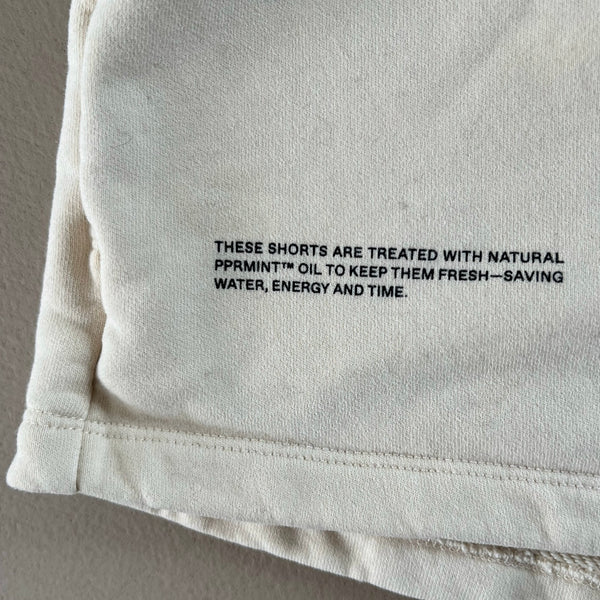 THESE SHORTS ARE TREATED WITH NATURAL
PPRMINT™ OIL TO KEEP THEM FRESH—SAVING
WATER, ENERGY AND TIME.